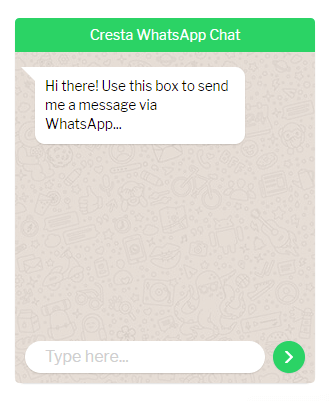 Cresta WhatsApp Chat
Hi there! Use this box to send
me a message via
WhatsApp...
Type here...